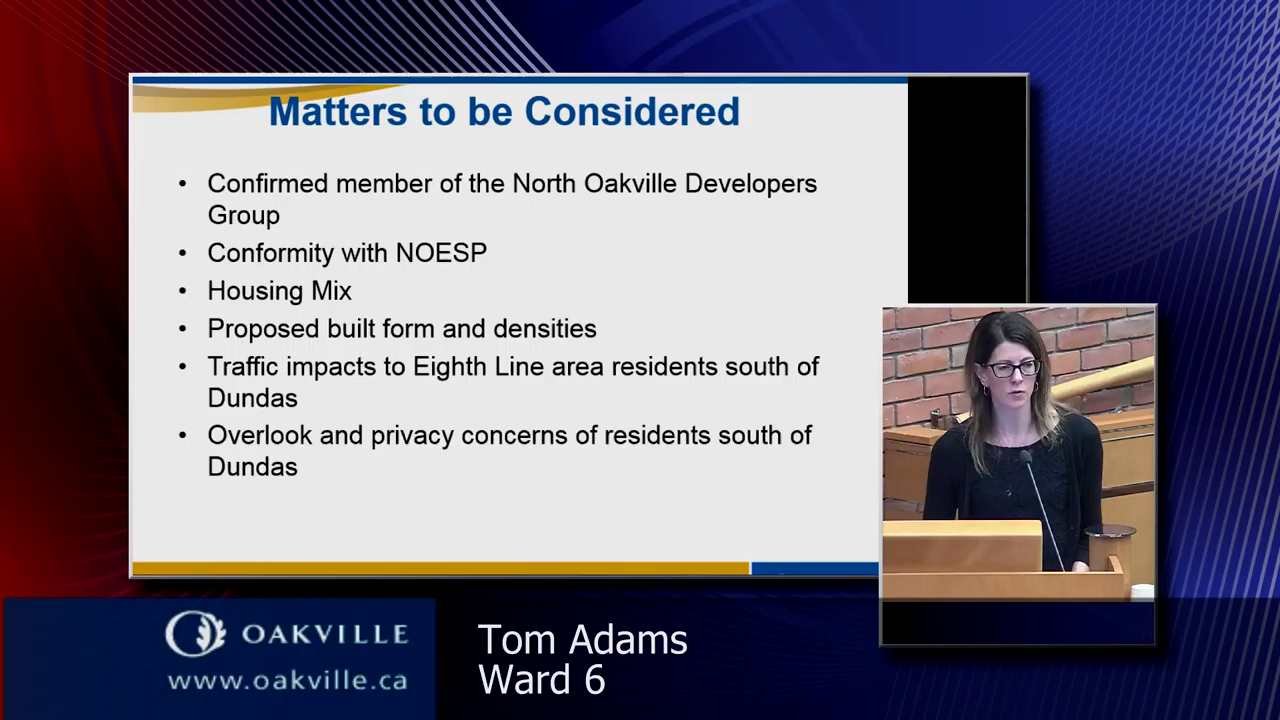 Matters to be Considered
• Confirmed member of the North Oakville Developers
Group
• Conformity with NOESP
• Housing Mix
• Proposed built form and densities
• Traffic impacts to Eighth Line area residents south of
Dundas
• Overlook and privacy concerns of residents south of
Dundas
OAKVILLE
www.oakville.ca
Tom Adams
Ward 6